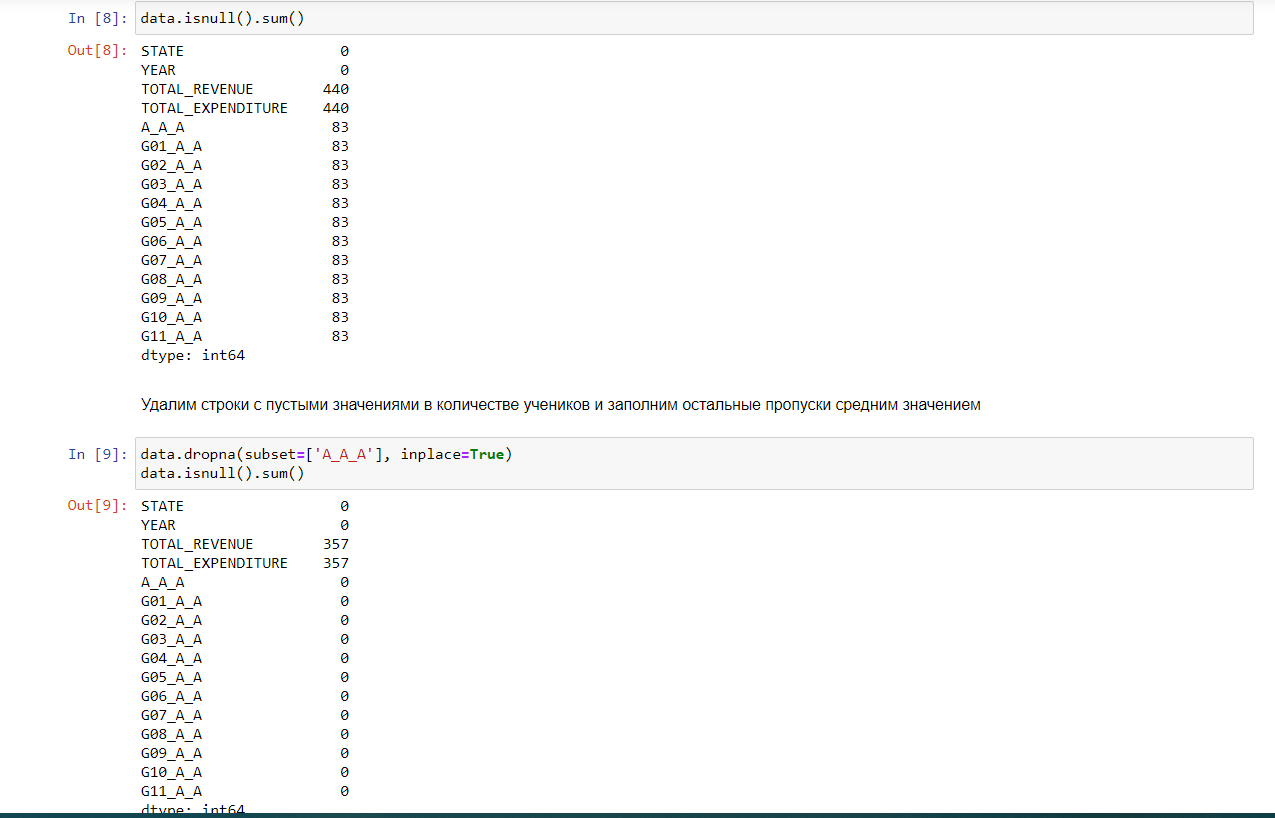 In [8]: data.isnull().sum()
Out[8]: STATE 0
YEAR 0
TOTAL_REVENUE 440
TOTAL_EXPENDITURE 440
A_A_A 83
G01_A_A 83
G02_A_A 83
G03_A_A 83
G04_A_A 83
G05_A_A 83
G06_A_A 83
G07_A_A 83
G08_A_A 83
G09_A_A 83
G10_A_A 83
G11_A_A 83
dtype: int64
Удалим строки с пустыми значениями в количестве учеников и заполним остальные пропуски средним значением
In [9]: data.dropna(subset=['A_A_A'], inplace=True)
data.isnull().sum()
Out[9]: STATE 0
YEAR 0
TOTAL_REVENUE 357
TOTAL_EXPENDITURE 357
A_A_A 0
G01_A_A 0
G02_A_A 0
G03_A_A 0
G04_A_A 0
G05_A_A 0
G06_A_A 0
G07_A_A 0
G08_A_A 0
G09_A_A 0
G10_A_A 0
G11_A_A 0
dtype: int64